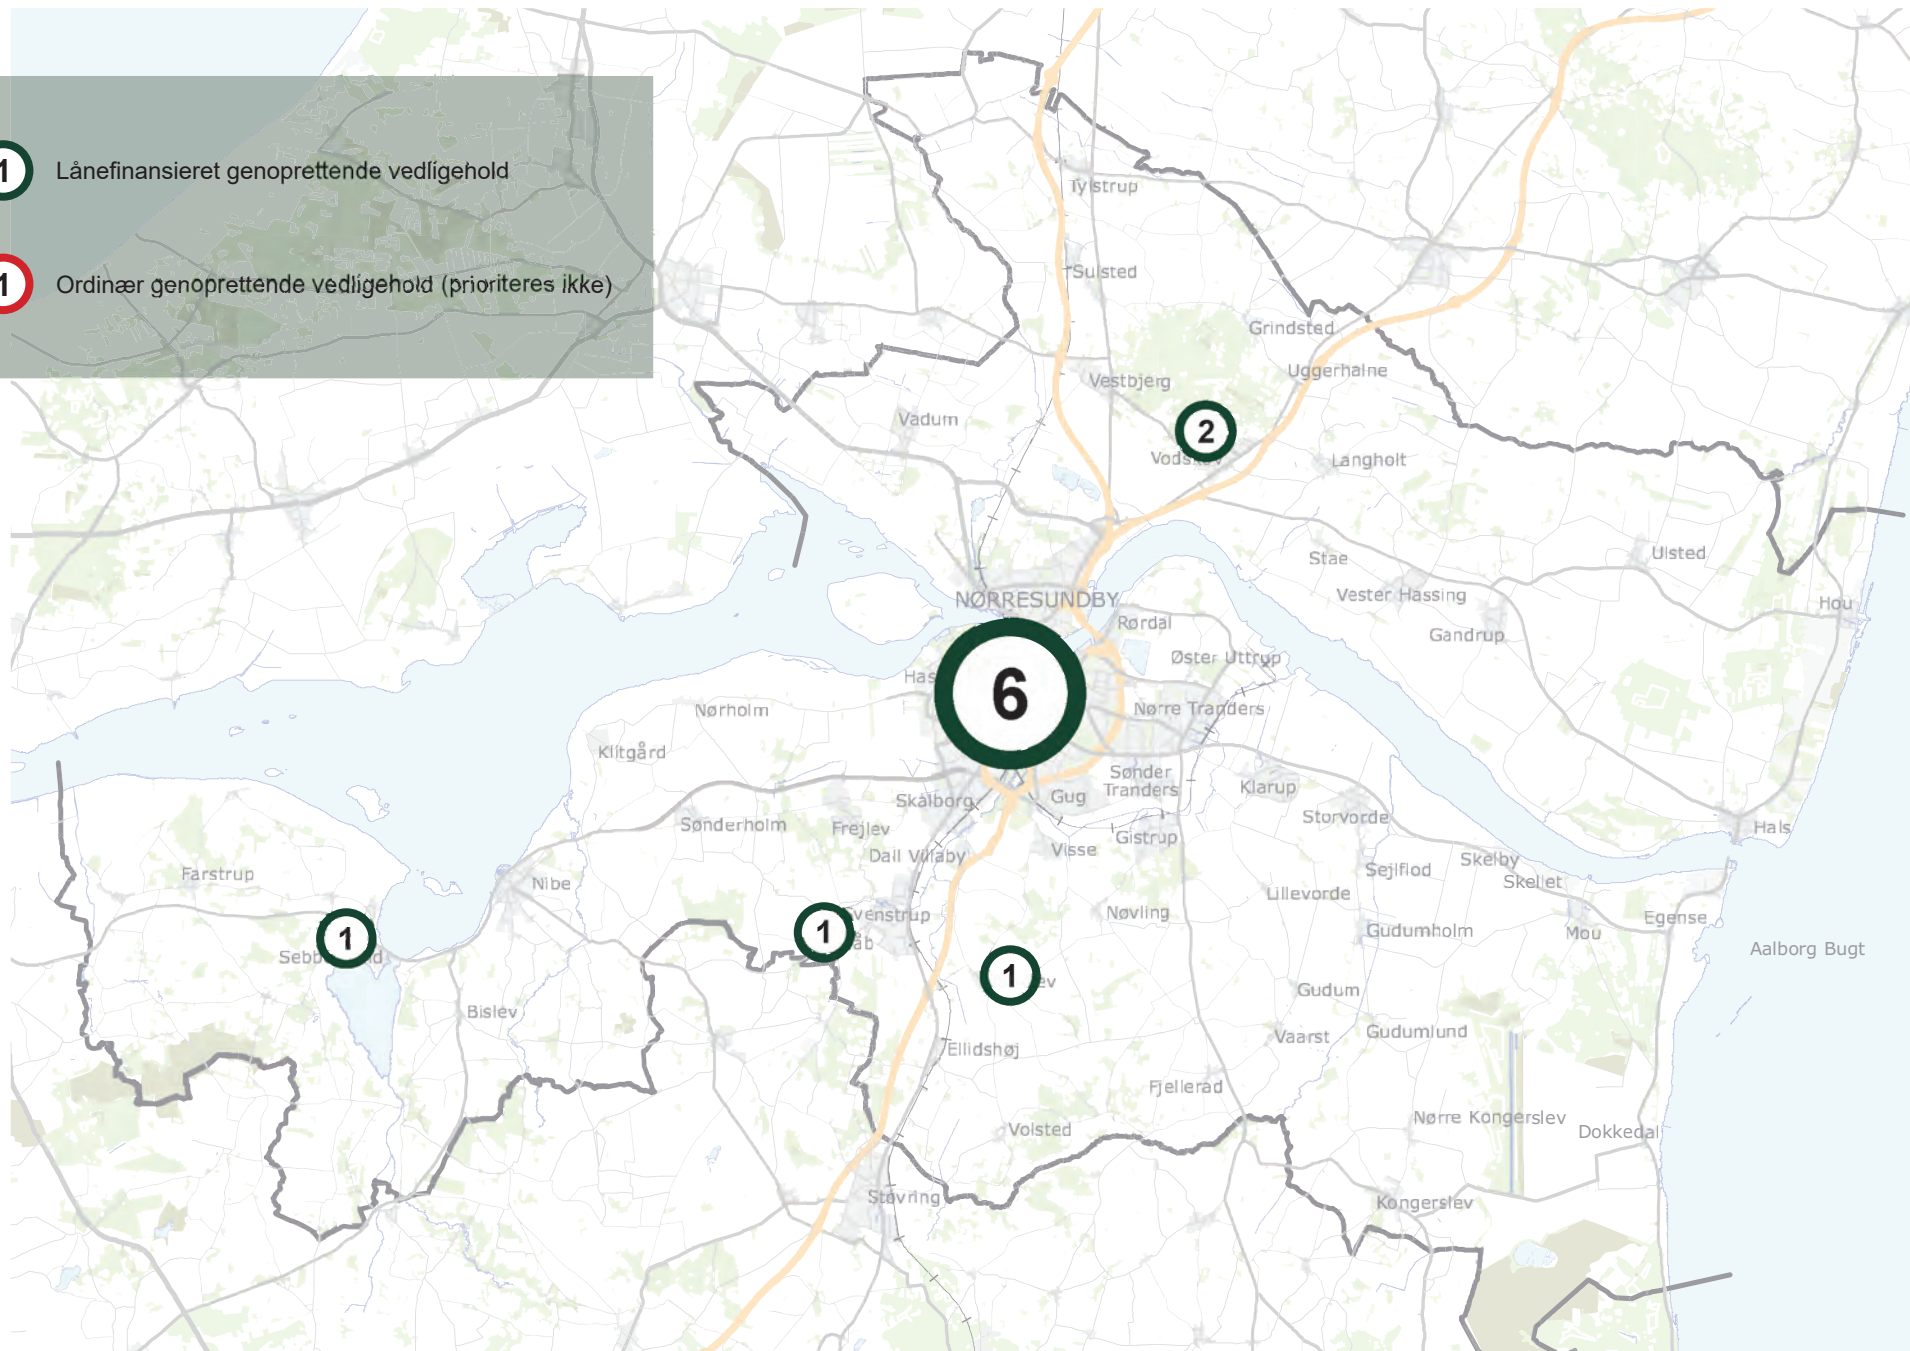 1 Lånefinansieret genoprettende vedligehold
1 Ordinær genoprettende vedligehold (prioriteres ikke)
Tylstrup
Sulsted
Grindsted
Uggerhalne
Vestbjerg
Vadum
2
Langholt
Stae
Ulsted
Vester Hassing
NØRRESUNDBY
Hou
Rørdal
Gandrup
Øster Uttrup
6
Nørholm
Nørre Tranders
Klitgård
Sønder
Tranders
Klarup
Gug
Skalborg
Storvorde
Sønderholm
Frejlev
Hals
Gistrup
Visse
Dall Villaby
Skelby
Sejlflod
Farstrup
Nibe
Skellet
Lillevorde
Nøvling
Svenstrup
Egense
Gudumholm
Mou
1
1
Aalborg Bugt
1
Gudum
Bislev
Gudumlund
Vaarst
Ellidshøj
Fjellerad
Nørre Kongerslev
Dokkedal
Volsted
Støvring
Kongerslev